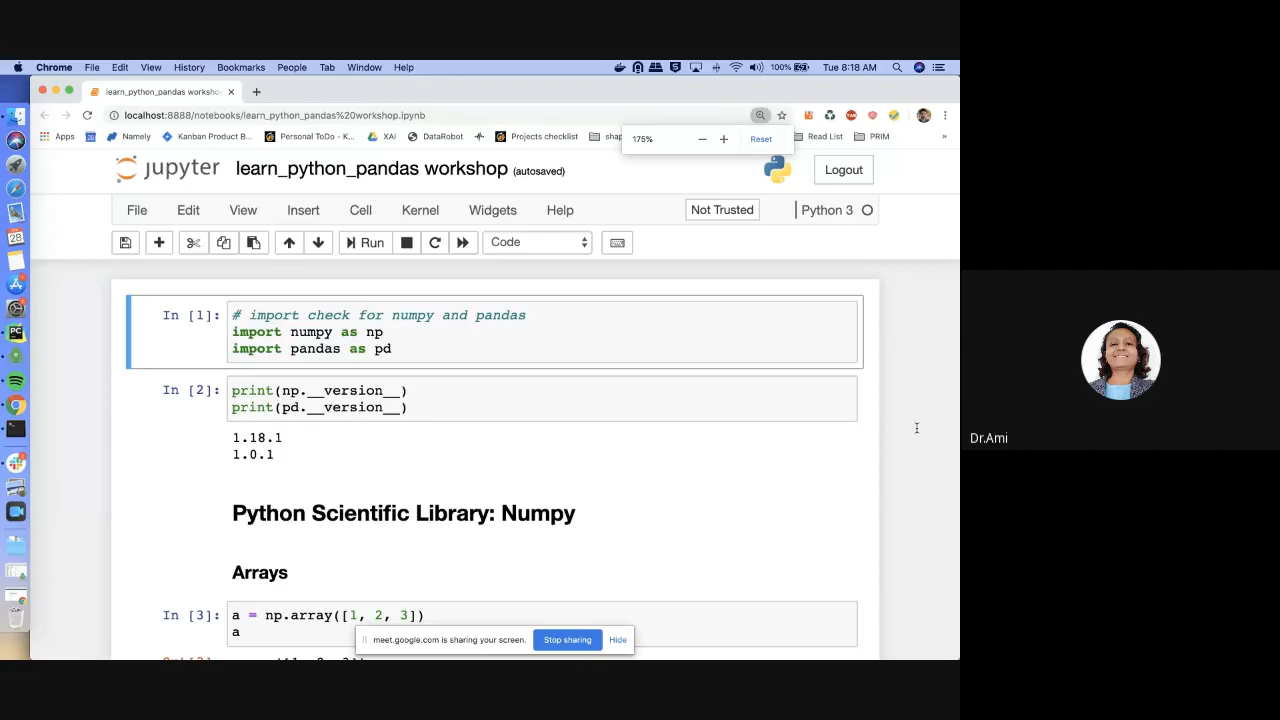 Chrome File Edit View History Bookmarks People Tab Window Help 100% Tue 8:18 AM
learn_python_pandas workshop
localhost:8888/notebooks/learn_python_pandas%20workshop.ipynb
Apps Namely Kanban Product B... Personal ToDo - K... XAI DataRobot Projects checklist Read List PRIM »
175% Reset
jupyter learn_python_pandas workshop (autosaved) Logout
File Edit View Insert Cell Kernel Widgets Help Not Trusted Python 3
Run Code
In [1]: # import check for numpy and pandas
import numpy as np
import pandas as pd
In [2]: print(np.__version__)
print(pd.__version__)
1.18.1
1.0.1
Python Scientific Library: Numpy
Arrays
In [3]: a = np.array([1, 2, 3])
a
meet.google.com is sharing your screen. Stop sharing Hide
Dr.Ami